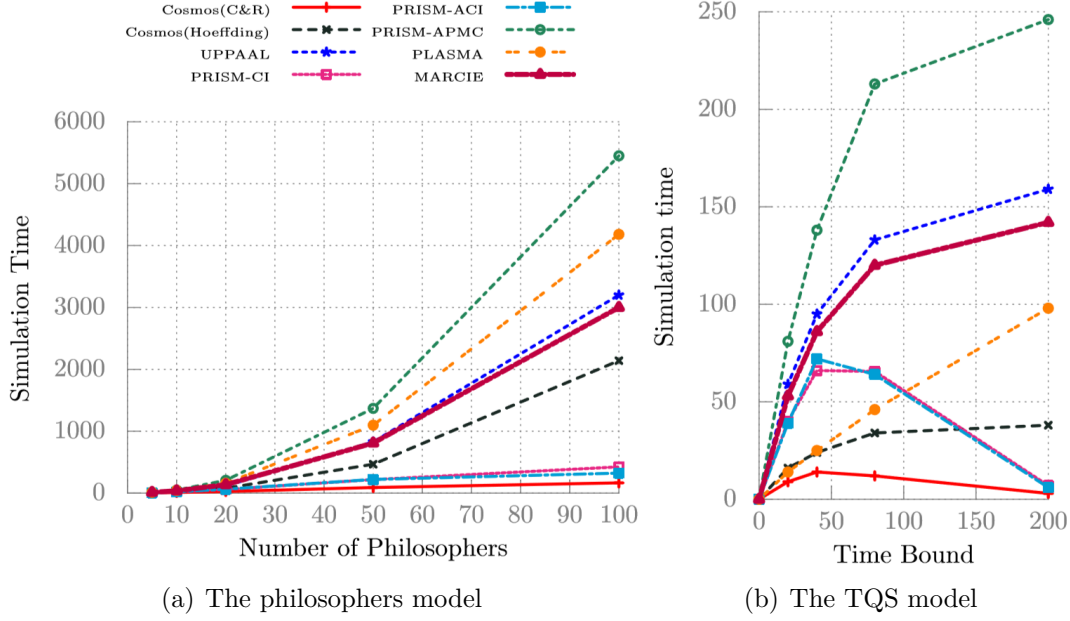 Cosmos(C&R)
Cosmos(Hoeffding)
UPPAAL
PRISM-CI
PRISM-ACI
PRISM-APMC
PLASMA
MARCIE
Simulation Time
6000
5000
4000
3000
2000
1000
0
0 10 20 30 40 50 60 70 80 90 100
Number of Philosophers
(a) The philosophers model
Simulation time
250
200
150
100
50
0
0 50 100 150 200
Time Bound
(b) The TQS model